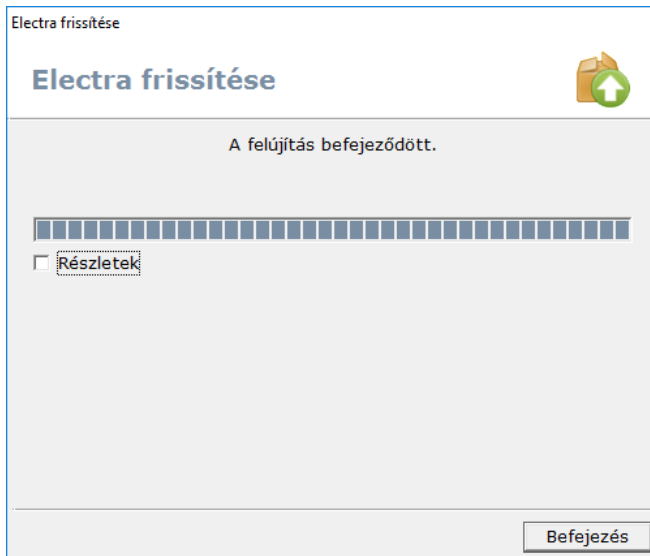 Electra frissítése
Electra frissítése
A felújítás befejeződött.
Részletek
Befejezés